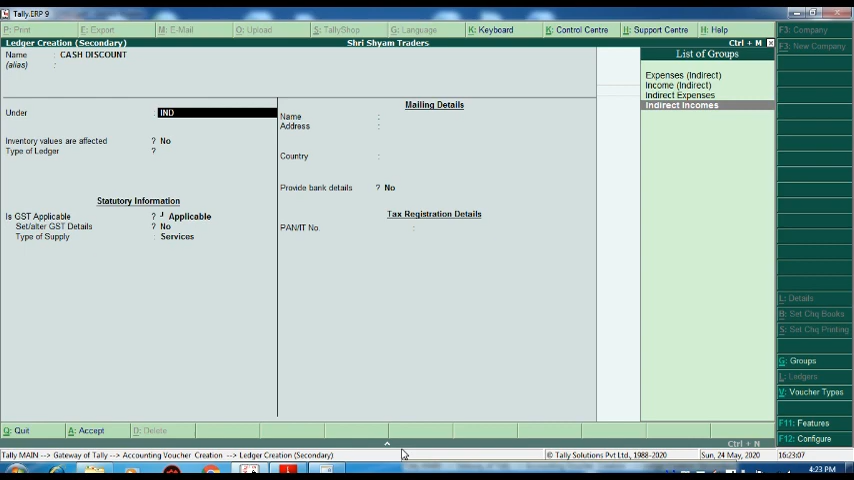 Tally.ERP 9
P: Print E: Export M: E-Mail O: Upload S: TallyShop G: Language K: Keyboard K: Control Centre H: Support Centre H: Help
F3: Company
F3: New Company
Ledger Creation (Secondary) Shri Shyam Traders Ctrl + M
Name : CASH DISCOUNT
(alias) :
List of Groups
Expenses (Indirect)
Income (Indirect)
Indirect Expenses
Indirect Incomes
Under IND
Inventory values are affected ? No
Type of Ledger ?
Statutory Information
Is GST Applicable ? Applicable
Set/alter GST Details ? No
Type of Supply : Services
Mailing Details
Name :
Address :
Country :
Provide bank details ? No
Tax Registration Details
PAN/IT No. :
L: Details
B: Set Chq Books
S: Set Chq Printing
G: Groups
L: Ledgers
V: Voucher Types
F11: Features
F12: Configure
Q: Quit A: Accept D: Delete
Ctrl + N
Tally MAIN --> Gateway of Tally --> Accounting Voucher Creation --> Ledger Creation (Secondary) © Tally Solutions Pvt Ltd., 1988-2020 Sun, 24 May, 2020 16:23:07
4:23 PM